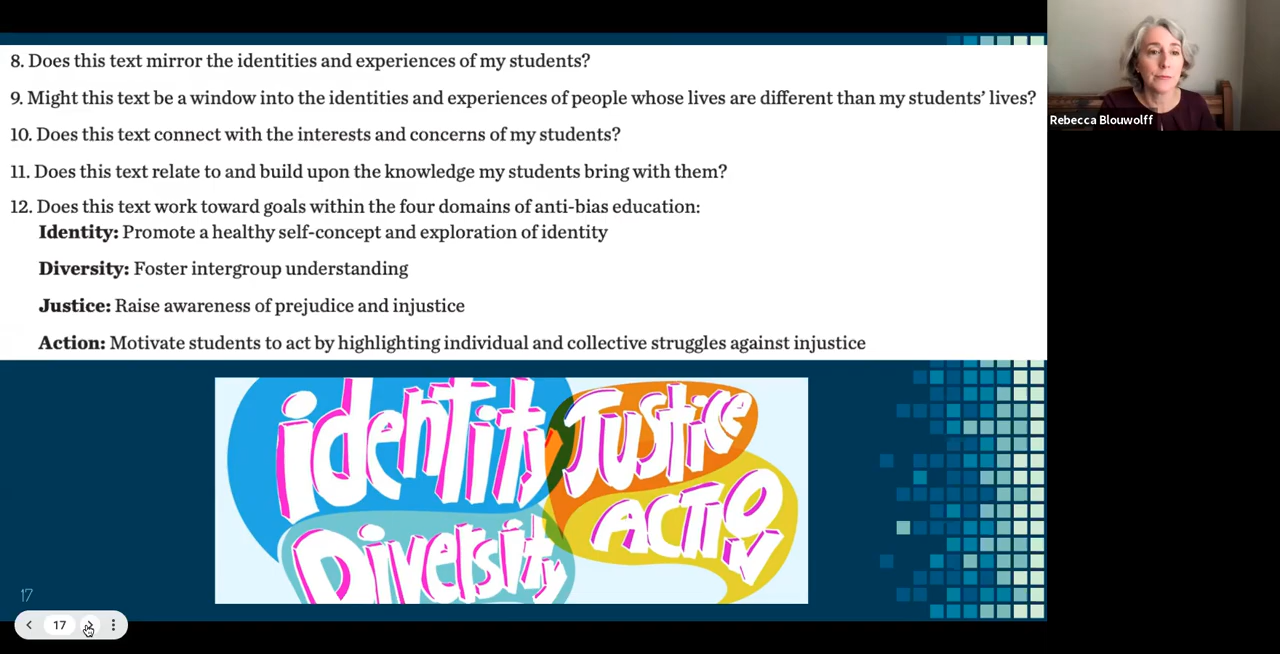 8. Does this text mirror the identities and experiences of my students?
9. Might this text be a window into the identities and experiences of people whose lives are different than my students' lives?
10. Does this text connect with the interests and concerns of my students?
11. Does this text relate to and build upon the knowledge my students bring with them?
12. Does this text work toward goals within the four domains of anti-bias education:
Identity: Promote a healthy self-concept and exploration of identity
Diversity: Foster intergroup understanding
Justice: Raise awareness of prejudice and injustice
Action: Motivate students to act by highlighting individual and collective struggles against injustice
identity
Justice
Diversity
ACTION
17
17
Rebecca Blouwolff